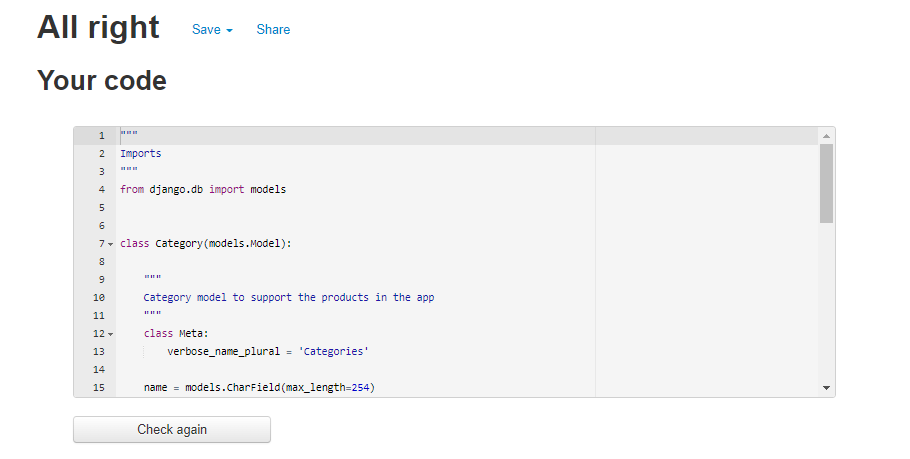 All right Save Share
Your code
1 """
2 Imports
3 """
4 from django.db import models
5
6
7 class Category(models.Model):
8
9 """
10 Category model to support the products in the app
11 """
12 class Meta:
13 verbose_name_plural = 'Categories'
14
15 name = models.CharField(max_length=254)
Check again